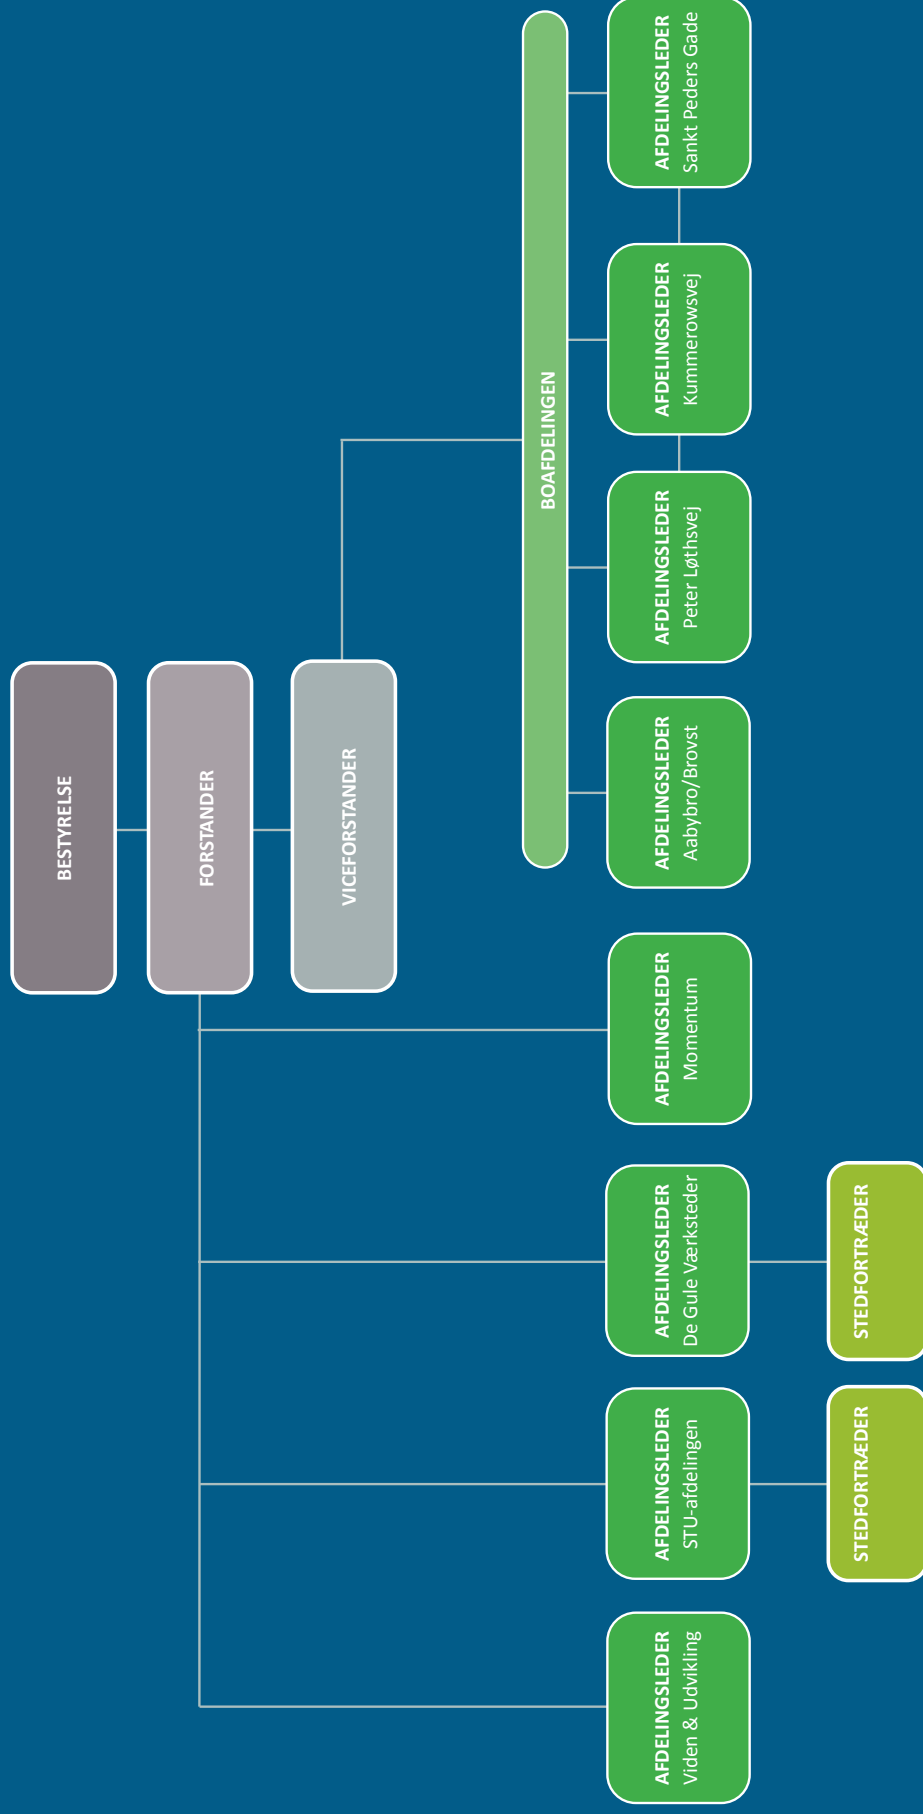 BESTYRELSE
FORSTANDER
VICEFORSTANDER
BOAFDELINGEN
AFDELINGSLEDER
Viden & Udvikling
AFDELINGSLEDER
STU-afdelingen
AFDELINGSLEDER
De Gule Værksteder
AFDELINGSLEDER
Momentum
AFDELINGSLEDER
Aabybro/Brovst
AFDELINGSLEDER
Peter Løthsvej
AFDELINGSLEDER
Kummerowsvej
AFDELINGSLEDER
Sankt Peders Gade
STEDFORTRÆDER
STEDFORTRÆDER